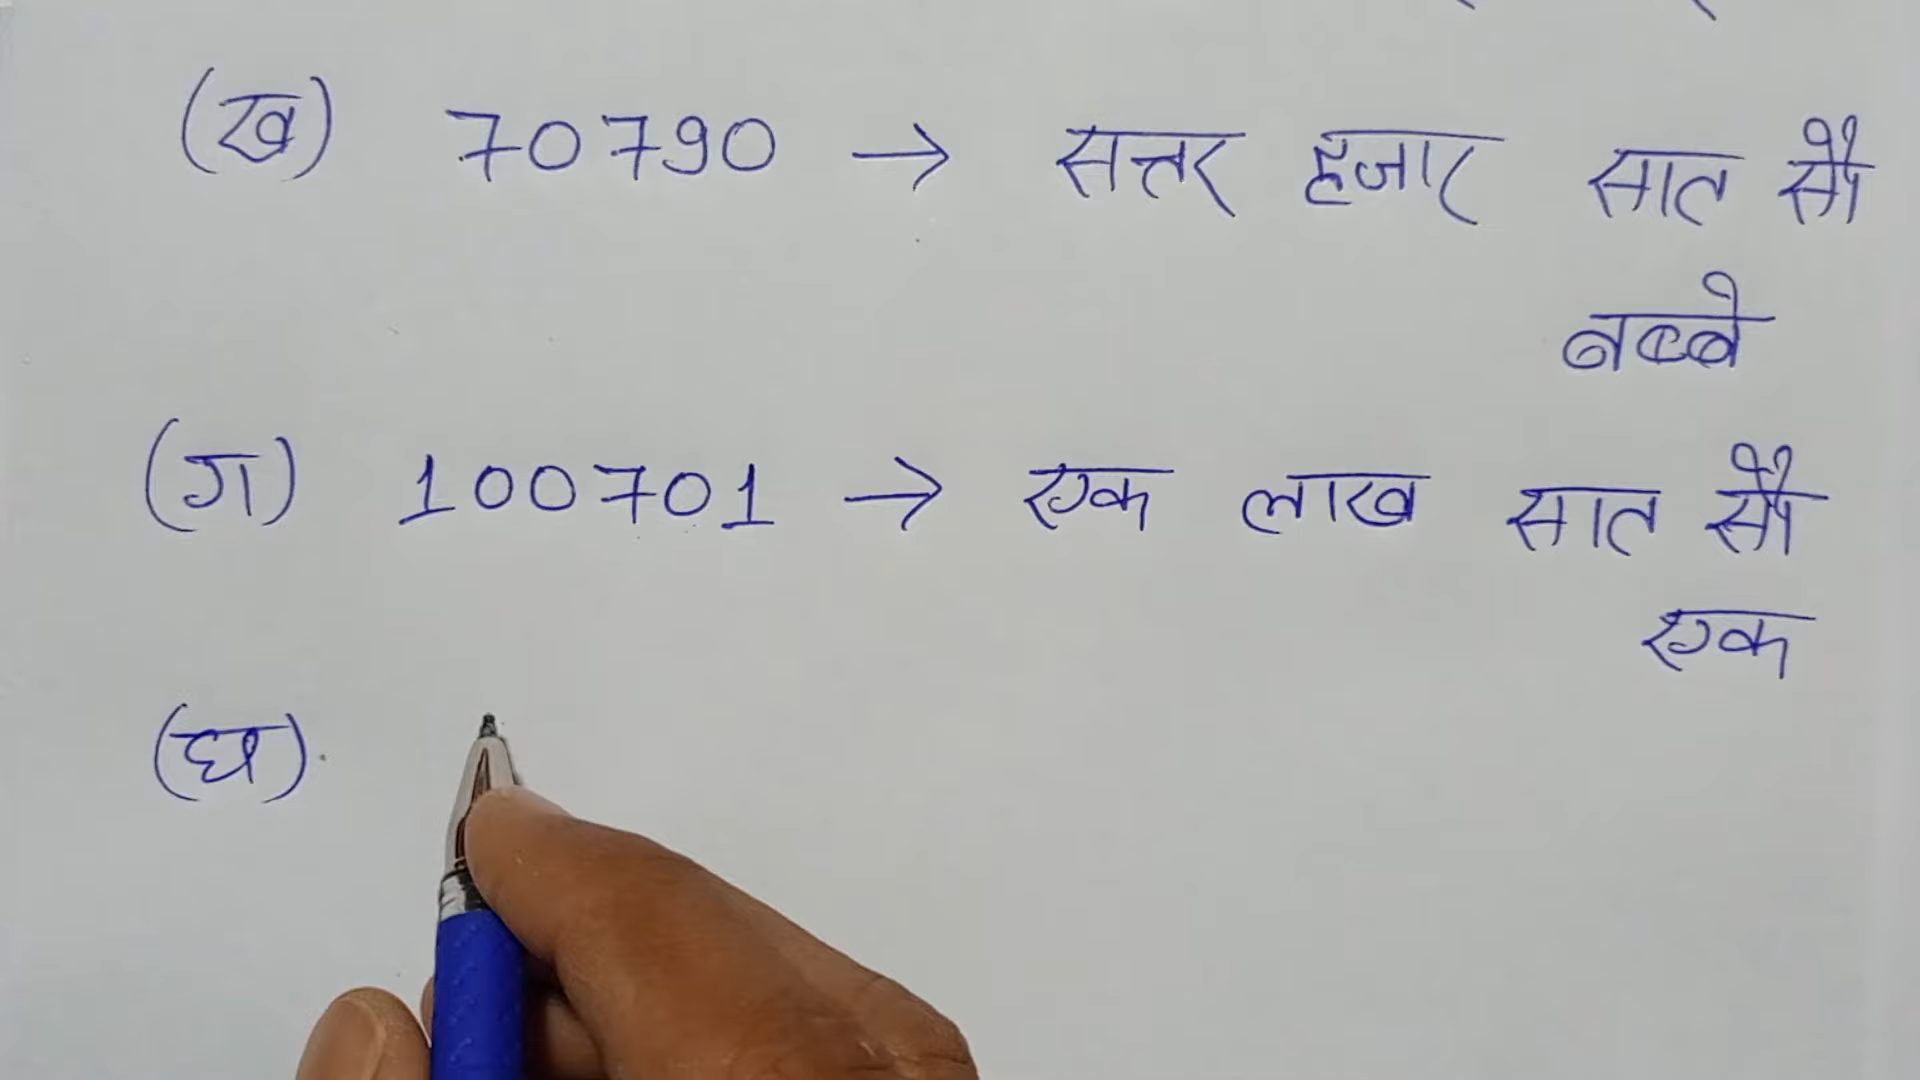 (ख) 70790 → सत्तर हजार सात सौ
नब्बे
(ग) 100701 → एक लाख सात सौ
एक
(घ)